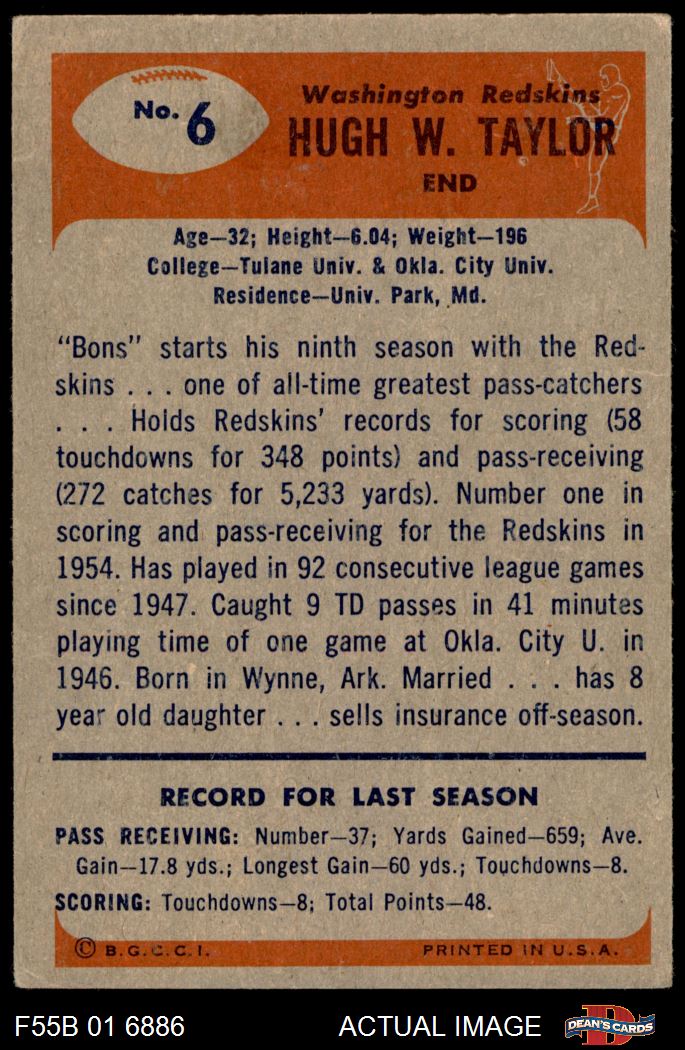 No. 6
Washington Redskins
HUGH W. TAYLOR
END
Age—32; Height—6.04; Weight—196
College—Tulane Univ. & Okla. City Univ.
Residence—Univ. Park, Md.
"Bons" starts his ninth season with the Red-
skins . . . one of all-time greatest pass-catchers
. . . Holds Redskins' records for scoring (58
touchdowns for 348 points) and pass-receiving
(272 catches for 5,233 yards). Number one in
scoring and pass-receiving for the Redskins in
1954. Has played in 92 consecutive league games
since 1947. Caught 9 TD passes in 41 minutes
playing time of one game at Okla. City U. in
1946. Born in Wynne, Ark. Married . . . has 8
year old daughter . . . sells insurance off-season.
RECORD FOR LAST SEASON
PASS RECEIVING: Number—37; Yards Gained—659; Ave.
Gain—17.8 yds.; Longest Gain—60 yds.; Touchdowns—8.
SCORING: Touchdowns—8; Total Points—48.
© B.G.C.C.I. PRINTED IN U.S.A.
F55B 01 6886 ACTUAL IMAGE DEAN'S CARDS